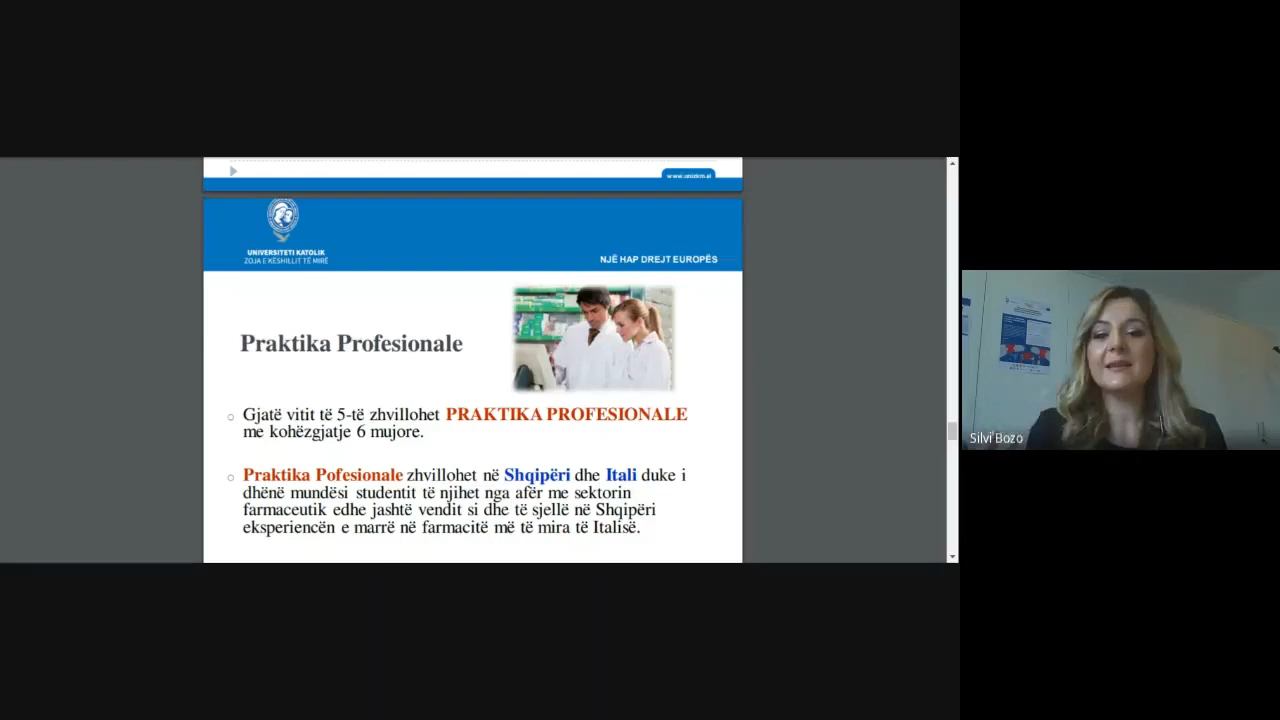 www.unizkm.al
UNIVERSITETI KATOLIK
ZOJA E KËSHILLIT TË MIRË
NJË HAP DREJT EUROPËS
Praktika Profesionale
Gjatë vitit të 5-të zhvillohet PRAKTIKA PROFESIONALE
me kohëzgjatje 6 mujore.
Praktika Pofesionale zhvillohet në Shqipëri dhe Itali duke i
dhënë mundësi studentit të njihet nga afër me sektorin
farmaceutik edhe jashtë vendit si dhe të sjellë në Shqipëri
eksperiencën e marrë në farmacitë më të mira të Italisë.
Silvi Bozo